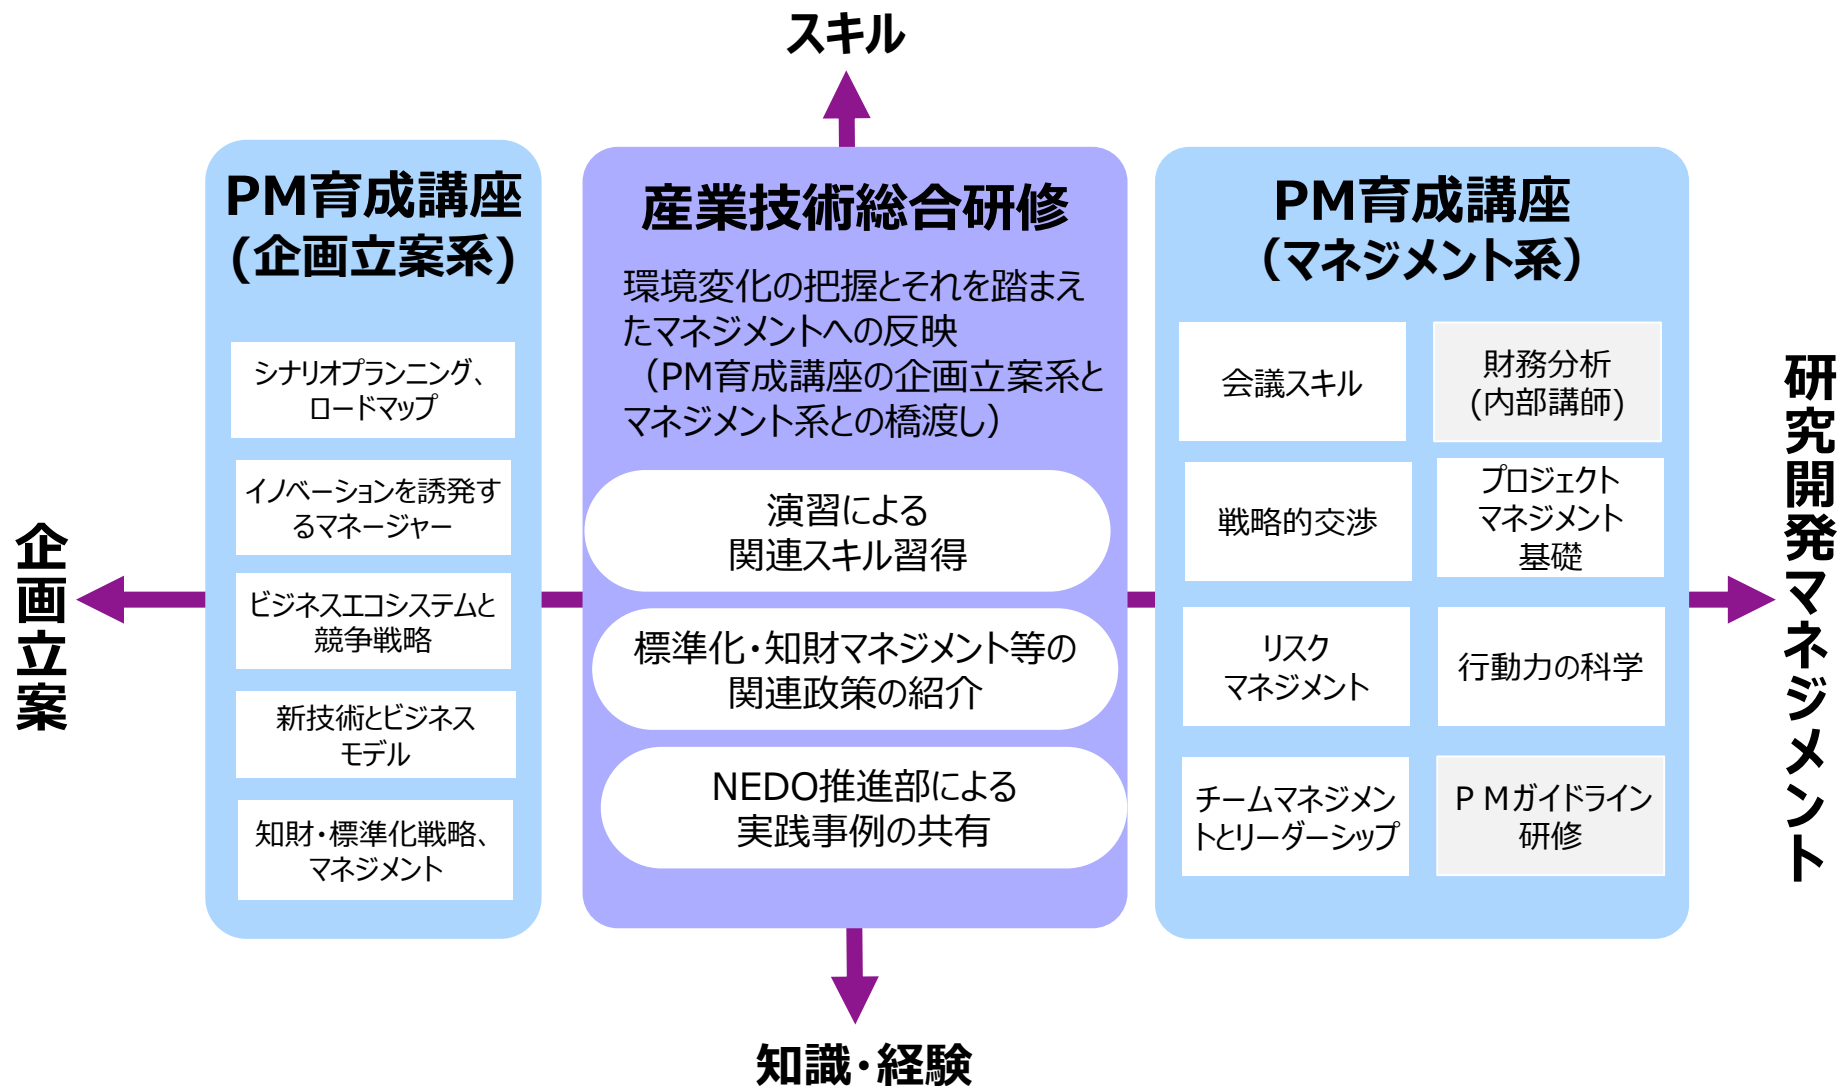 スキル
PM育成講座
(企画立案系)
シナリオプランニング、
ロードマップ
イノベーションを誘発す
るマネージャー
ビジネスエコシステムと
競争戦略
新技術とビジネス
モデル
知財・標準化戦略、
マネジメント
産業技術総合研修
環境変化の把握とそれを踏まえ
たマネジメントへの反映
（PM育成講座の企画立案系と
マネジメント系との橋渡し）
演習による
関連スキル習得
標準化・知財マネジメント等の
関連政策の紹介
NEDO推進部による
実践事例の共有
PM育成講座
（マネジメント系）
会議スキル
財務分析
(内部講師)
戦略的交渉
プロジェクト
マネジメント
基礎
リスク
マネジメント
行動力の科学
チームマネジメン
トとリーダーシップ
ＰＭガイドライン
研修
企画立案
研究開発マネジメント
知識・経験